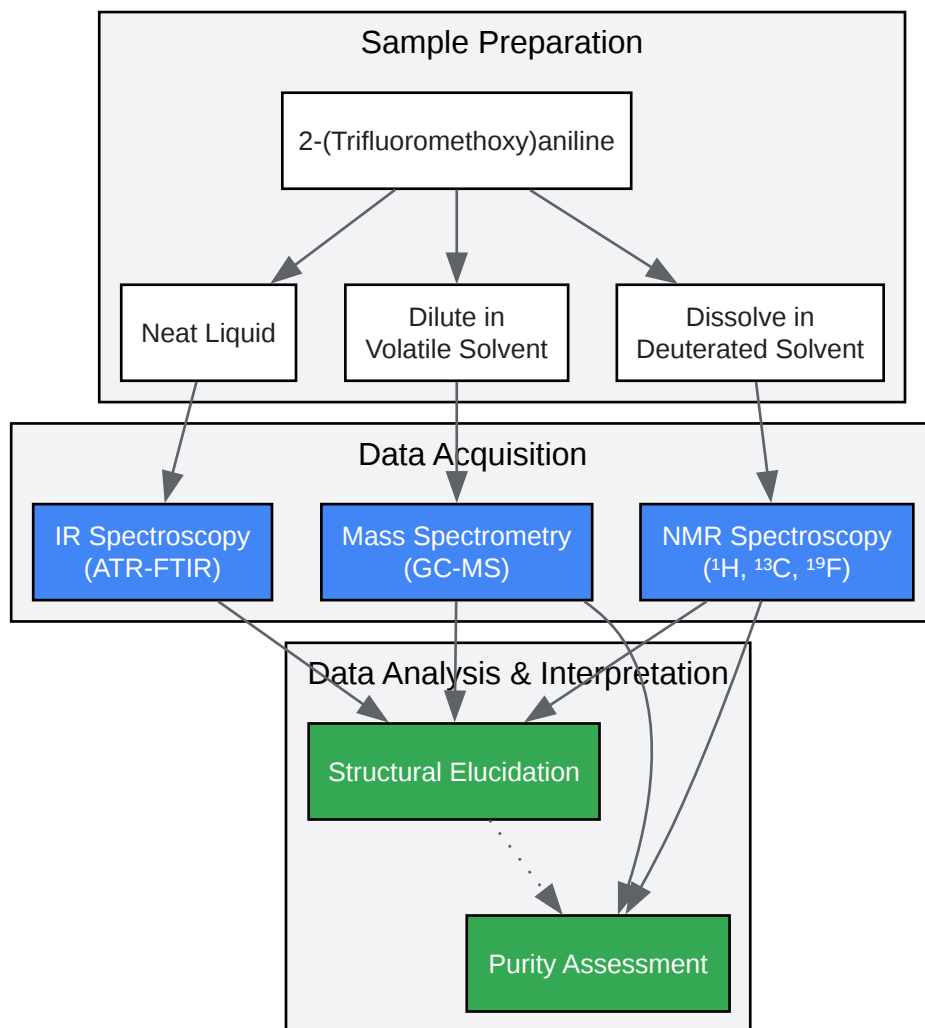 Sample Preparation
2-(Trifluoromethoxy)aniline
Neat Liquid
Dilute in
Volatile Solvent
Dissolve in
Deuterated Solvent
Data Acquisition
IR Spectroscopy
(ATR-FTIR)
Mass Spectrometry
(GC-MS)
NMR Spectroscopy
(¹H, ¹³C, ¹⁹F)
Data Analysis & Interpretation
Structural Elucidation
Purity Assessment